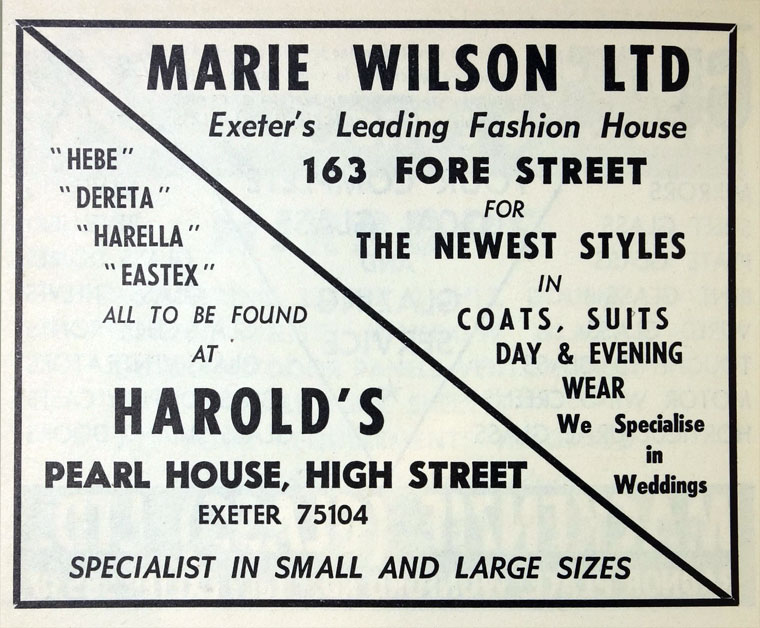 MARIE WILSON LTD
Exeter's Leading Fashion House
163 FORE STREET
FOR
THE NEWEST STYLES
IN
COATS, SUITS
DAY & EVENING
WEAR
We Specialise
in
Weddings
"HEBE"
"DERETA"
"HARELLA"
"EASTEX"
ALL TO BE FOUND
AT
HAROLD'S
PEARL HOUSE, HIGH STREET
EXETER 75104
SPECIALIST IN SMALL AND LARGE SIZES